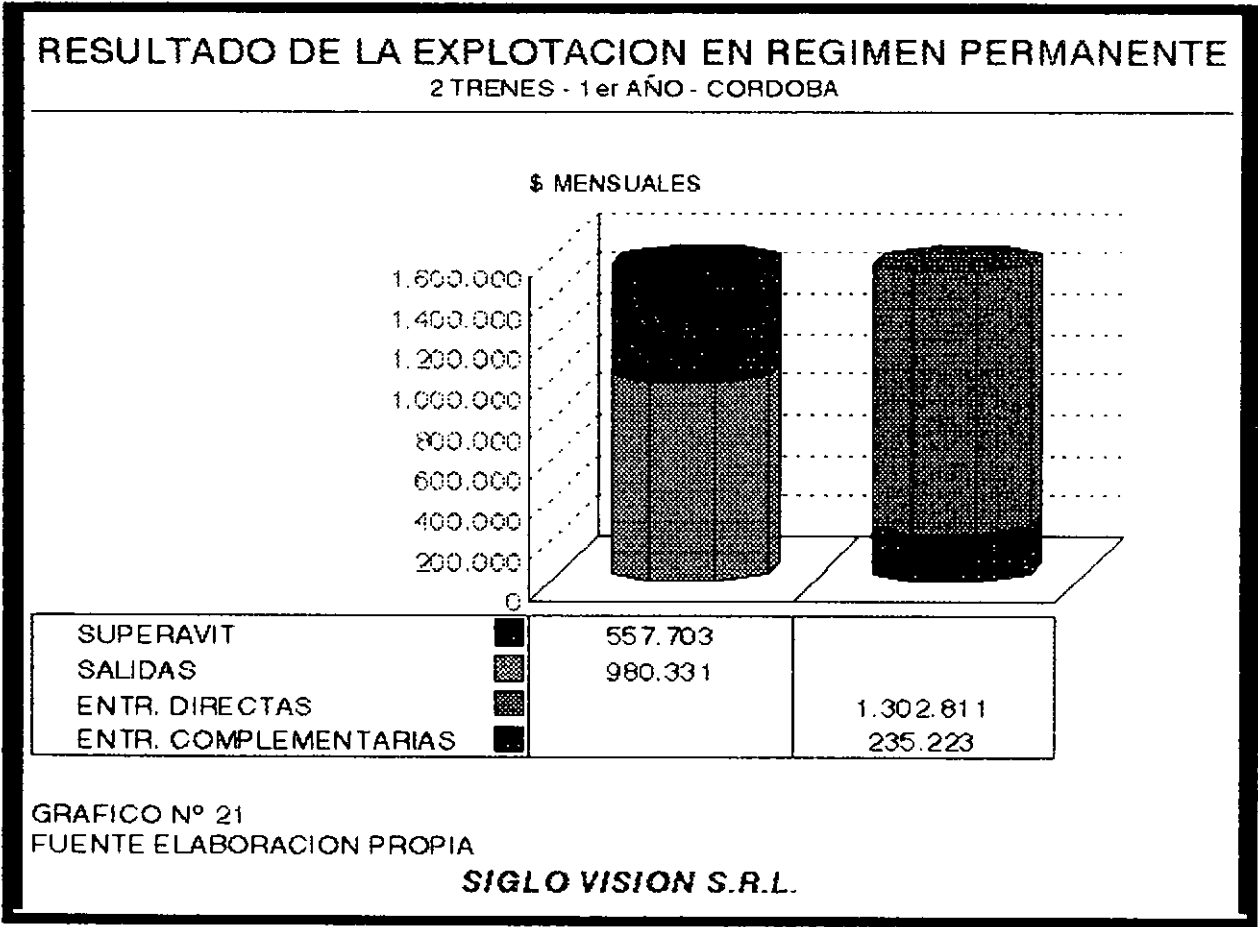 RESULTADO DE LA EXPLOTACION EN REGIMEN PERMANENTE
2 TRENES - 1er AÑO - CORDOBA
$ MENSUALES
1.600.000
1.400.000
1.200.000
1.000.000
800.000
600.000
400.000
200.000
0
SUPERAVIT 557.703
SALIDAS 980.331
ENTR. DIRECTAS 1.302.811
ENTR. COMPLEMENTARIAS 235.223
GRAFICO Nº 21
FUENTE ELABORACION PROPIA
SIGLO VISION S.R.L.